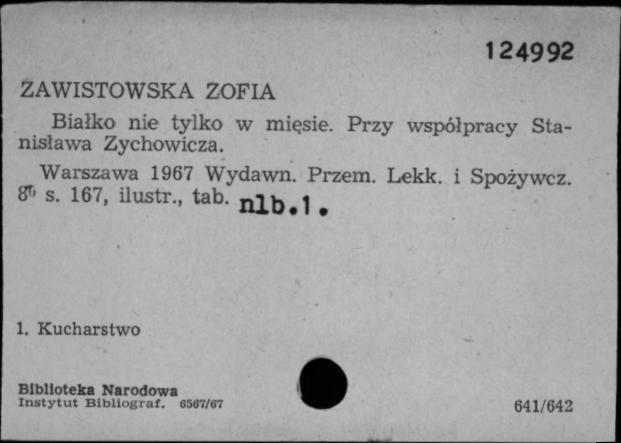 124992
ZAWISTOWSKA ZOFIA
Białko nie tylko w mięsie. Przy współpracy Sta-
nisława Zychowicza.
Warszawa 1967 Wydawn. Przem. Lekk. i Spożywcz.
8⁰ s. 167, ilustr., tab. nlb.1.
1. Kucharstwo
Biblioteka Narodowa
Instytut Bibliograf. 6567/67
641/642